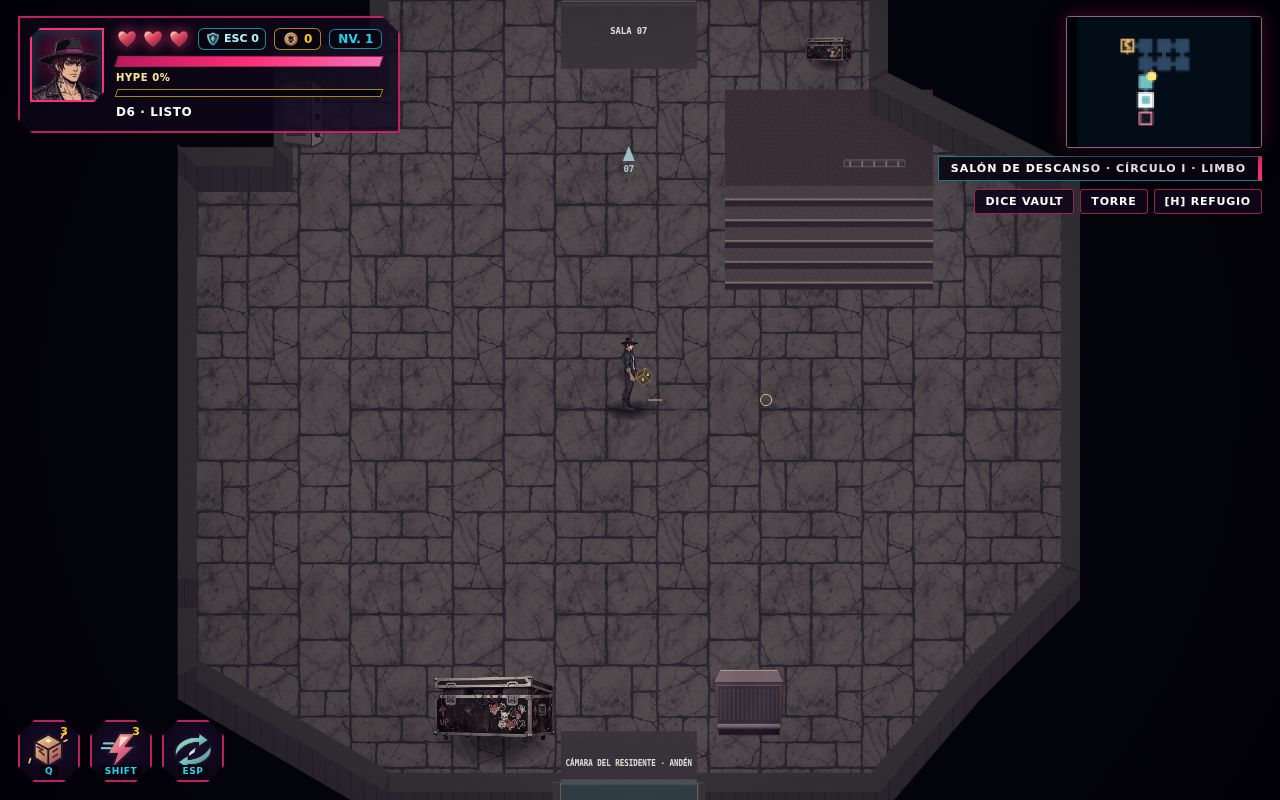 ESC 0
0
NV. 1
HYPE 0%
D6 · LISTO
SALA 07
07
SALÓN DE DESCANSO · CÍRCULO I · LIMBO
DICE VAULT
TORRE
[H] REFUGIO
CÁMARA DEL RESIDENTE · ANDÉN
3
Q
3
SHIFT
ESP